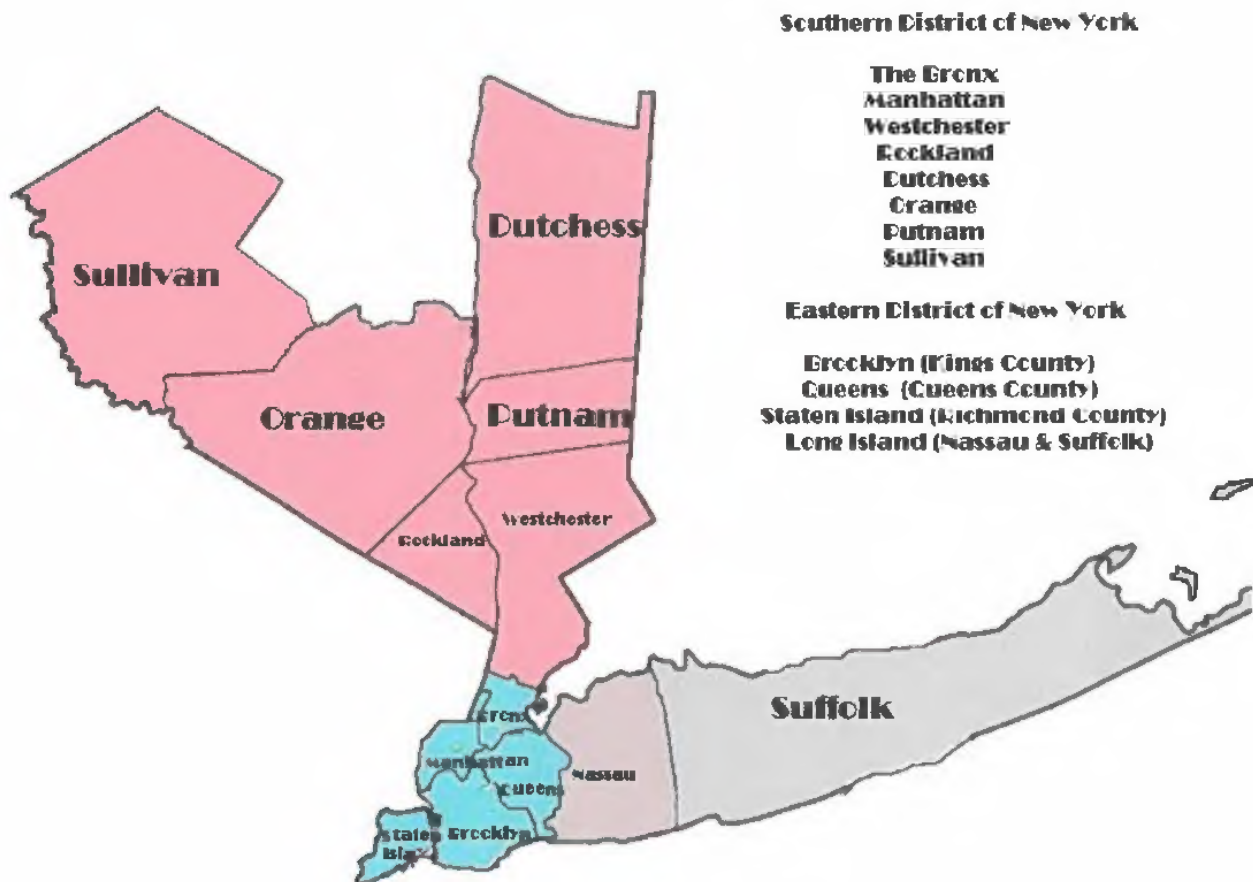 Southern District of New York
The Bronx
Manhattan
Westchester
Rockland
Dutchess
Orange
Putnam
Sullivan
Eastern District of New York
Brooklyn (Kings County)
Queens (Queens County)
Staten Island (Richmond County)
Long Island (Nassau & Suffolk)
Dutchess
Sullivan
Orange
Putnam
Westchester
Rockland
Suffolk
Bronx
Manhattan
Nassau
Queens
Staten
Brooklyn